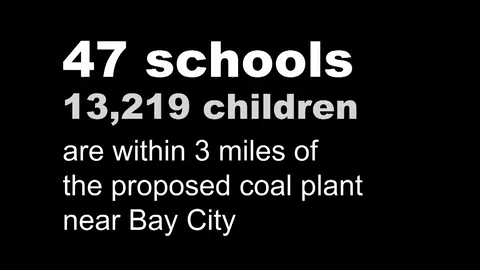 47 schools
13,219 children
are within 3 miles of
the proposed coal plant
near Bay City